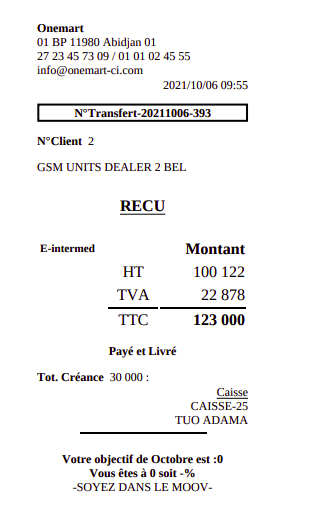 Onemart
01 BP 11980 Abidjan 01
27 23 45 73 09 / 01 01 02 45 55
info@onemart-ci.com
2021/10/06 09:55
N°Transfert-20211006-393
N°Client 2
GSM UNITS DEALER 2 BEL
RECU
E-intermed Montant
HT 100 122
TVA 22 878
TTC 123 000
Payé et Livré
Tot. Créance 30 000 :
Caisse
CAISSE-25
TUO ADAMA
Votre objectif de Octobre est :0
Vous êtes à 0 soit -%
-SOYEZ DANS LE MOOV-